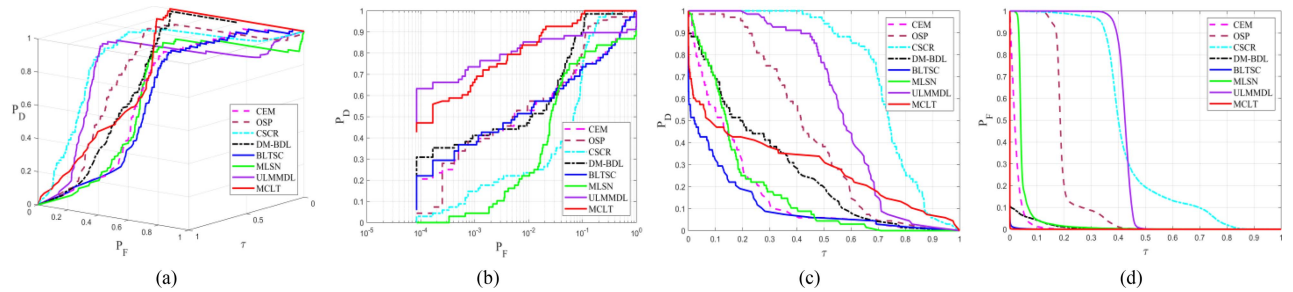 1
0.8
P_D
0.6
0.4
0.2
0
0.2
0.4
P_F
0.6
0.8
1
1
0.5
τ
0
CEM
OSP
CSCR
DM-BDL
BLTSC
MLSN
ULMMDL
MCLT
(a)
1
0.9
0.8
0.7
0.6
P_D
0.5
0.4
0.3
0.2
0.1
0
10^-5
10^-4
10^-3
10^-2
10^-1
10^0
P_F
CEM
OSP
CSCR
DM-BDL
BLTSC
MLSN
ULMMDL
MCLT
(b)
1
0.9
0.8
0.7
0.6
P_D
0.5
0.4
0.3
0.2
0.1
0
0 0.1 0.2 0.3 0.4 0.5 0.6 0.7 0.8 0.9 1
τ
CEM
OSP
CSCR
DM-BDL
BLTSC
MLSN
ULMMDL
MCLT
(c)
1
0.9
0.8
0.7
0.6
P_F
0.5
0.4
0.3
0.2
0.1
0
0 0.1 0.2 0.3 0.4 0.5 0.6 0.7 0.8 0.9 1
τ
CEM
OSP
CSCR
DM-BDL
BLTSC
MLSN
ULMMDL
MCLT
(d)